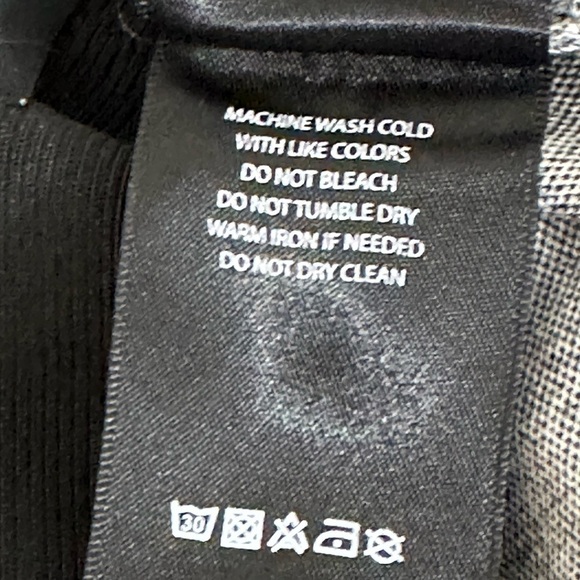 MACHINE WASH COLD
WITH LIKE COLORS
DO NOT BLEACH
DO NOT TUMBLE DRY
WARM IRON IF NEEDED
DO NOT DRY CLEAN
30